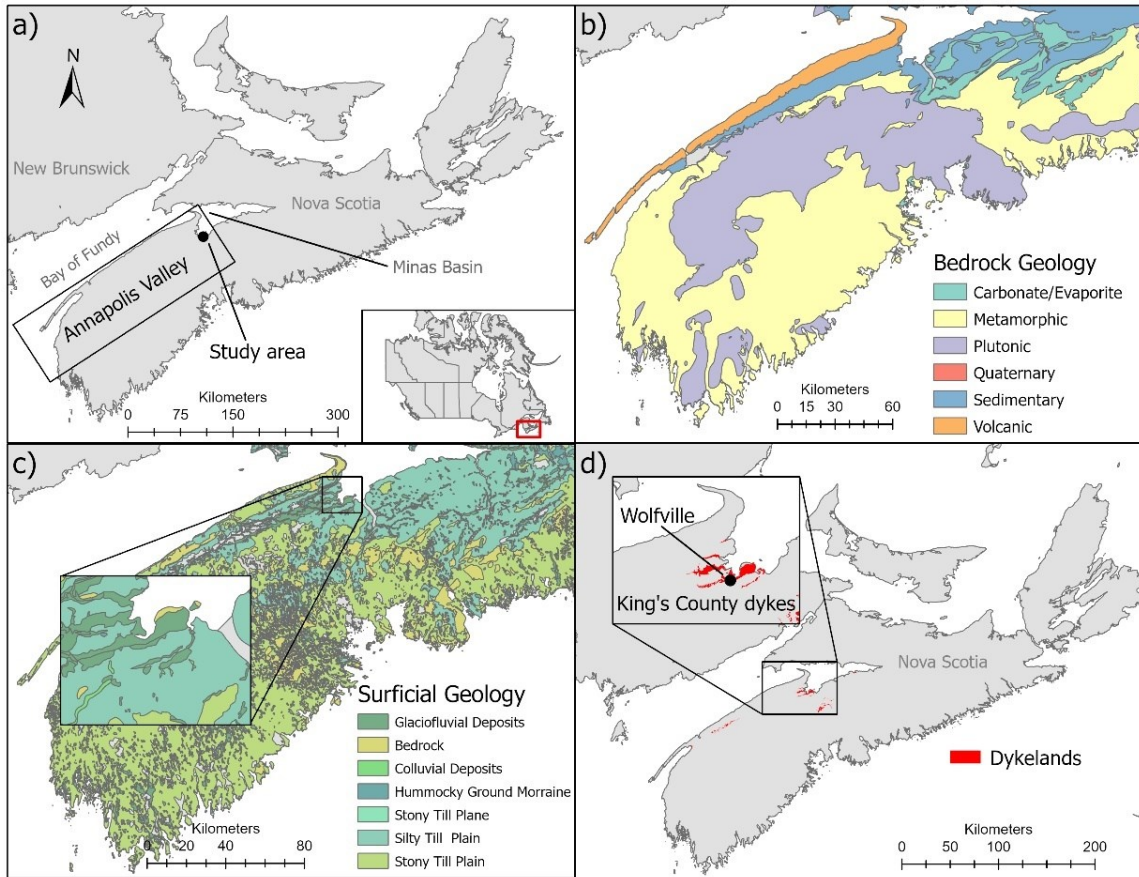 a)
N
New Brunswick
Nova Scotia
Bay of Fundy
Minas Basin
Annapolis Valley
Study area
Kilometers
0 75 150 300
b)
Bedrock Geology
Carbonate/Evaporite
Metamorphic
Plutonic
Quaternary
Sedimentary
Volcanic
Kilometers
0 15 30 60
c)
Surficial Geology
Glaciofluvial Deposits
Bedrock
Colluvial Deposits
Hummocky Ground Morraine
Stony Till Plane
Silty Till Plain
Stony Till Plain
Kilometers
0 20 40 80
d)
Wolfville
King's County dykes
Nova Scotia
Dykelands
Kilometers
0 50 100 200